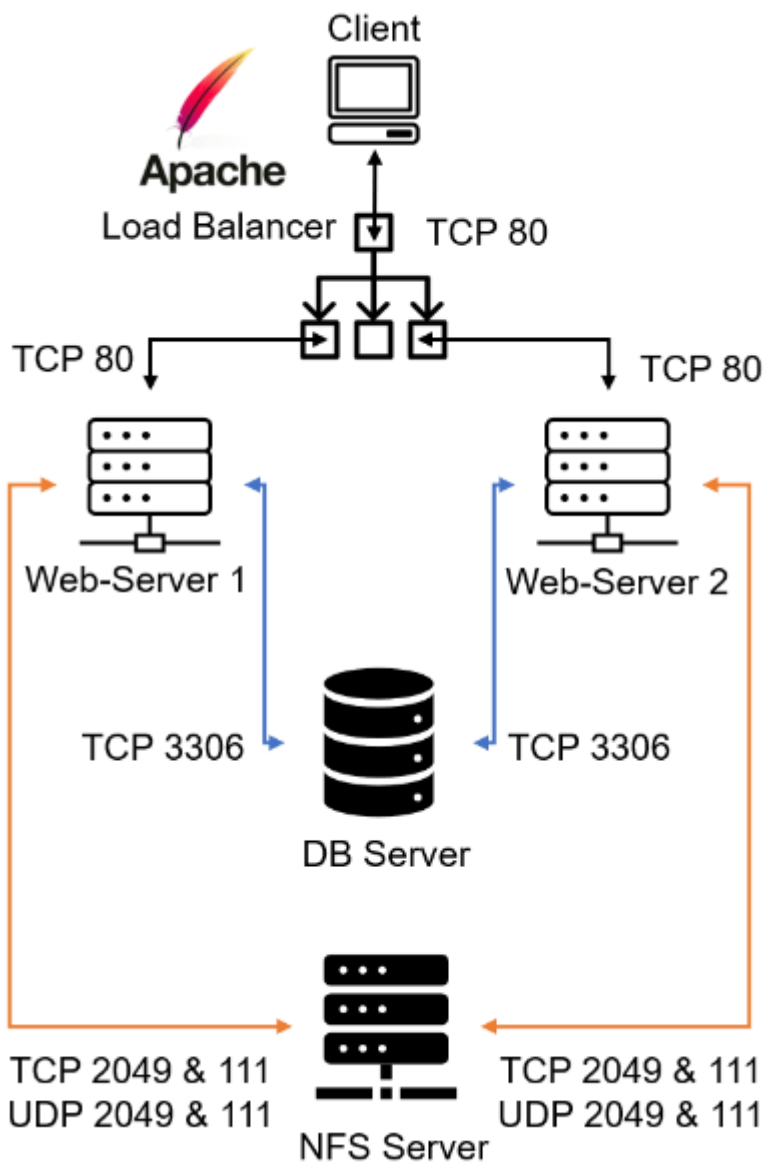 Client
Apache
Load Balancer
TCP 80
TCP 80
TCP 80
Web-Server 1
Web-Server 2
TCP 3306
TCP 3306
DB Server
TCP 2049 & 111
UDP 2049 & 111
TCP 2049 & 111
UDP 2049 & 111
NFS Server